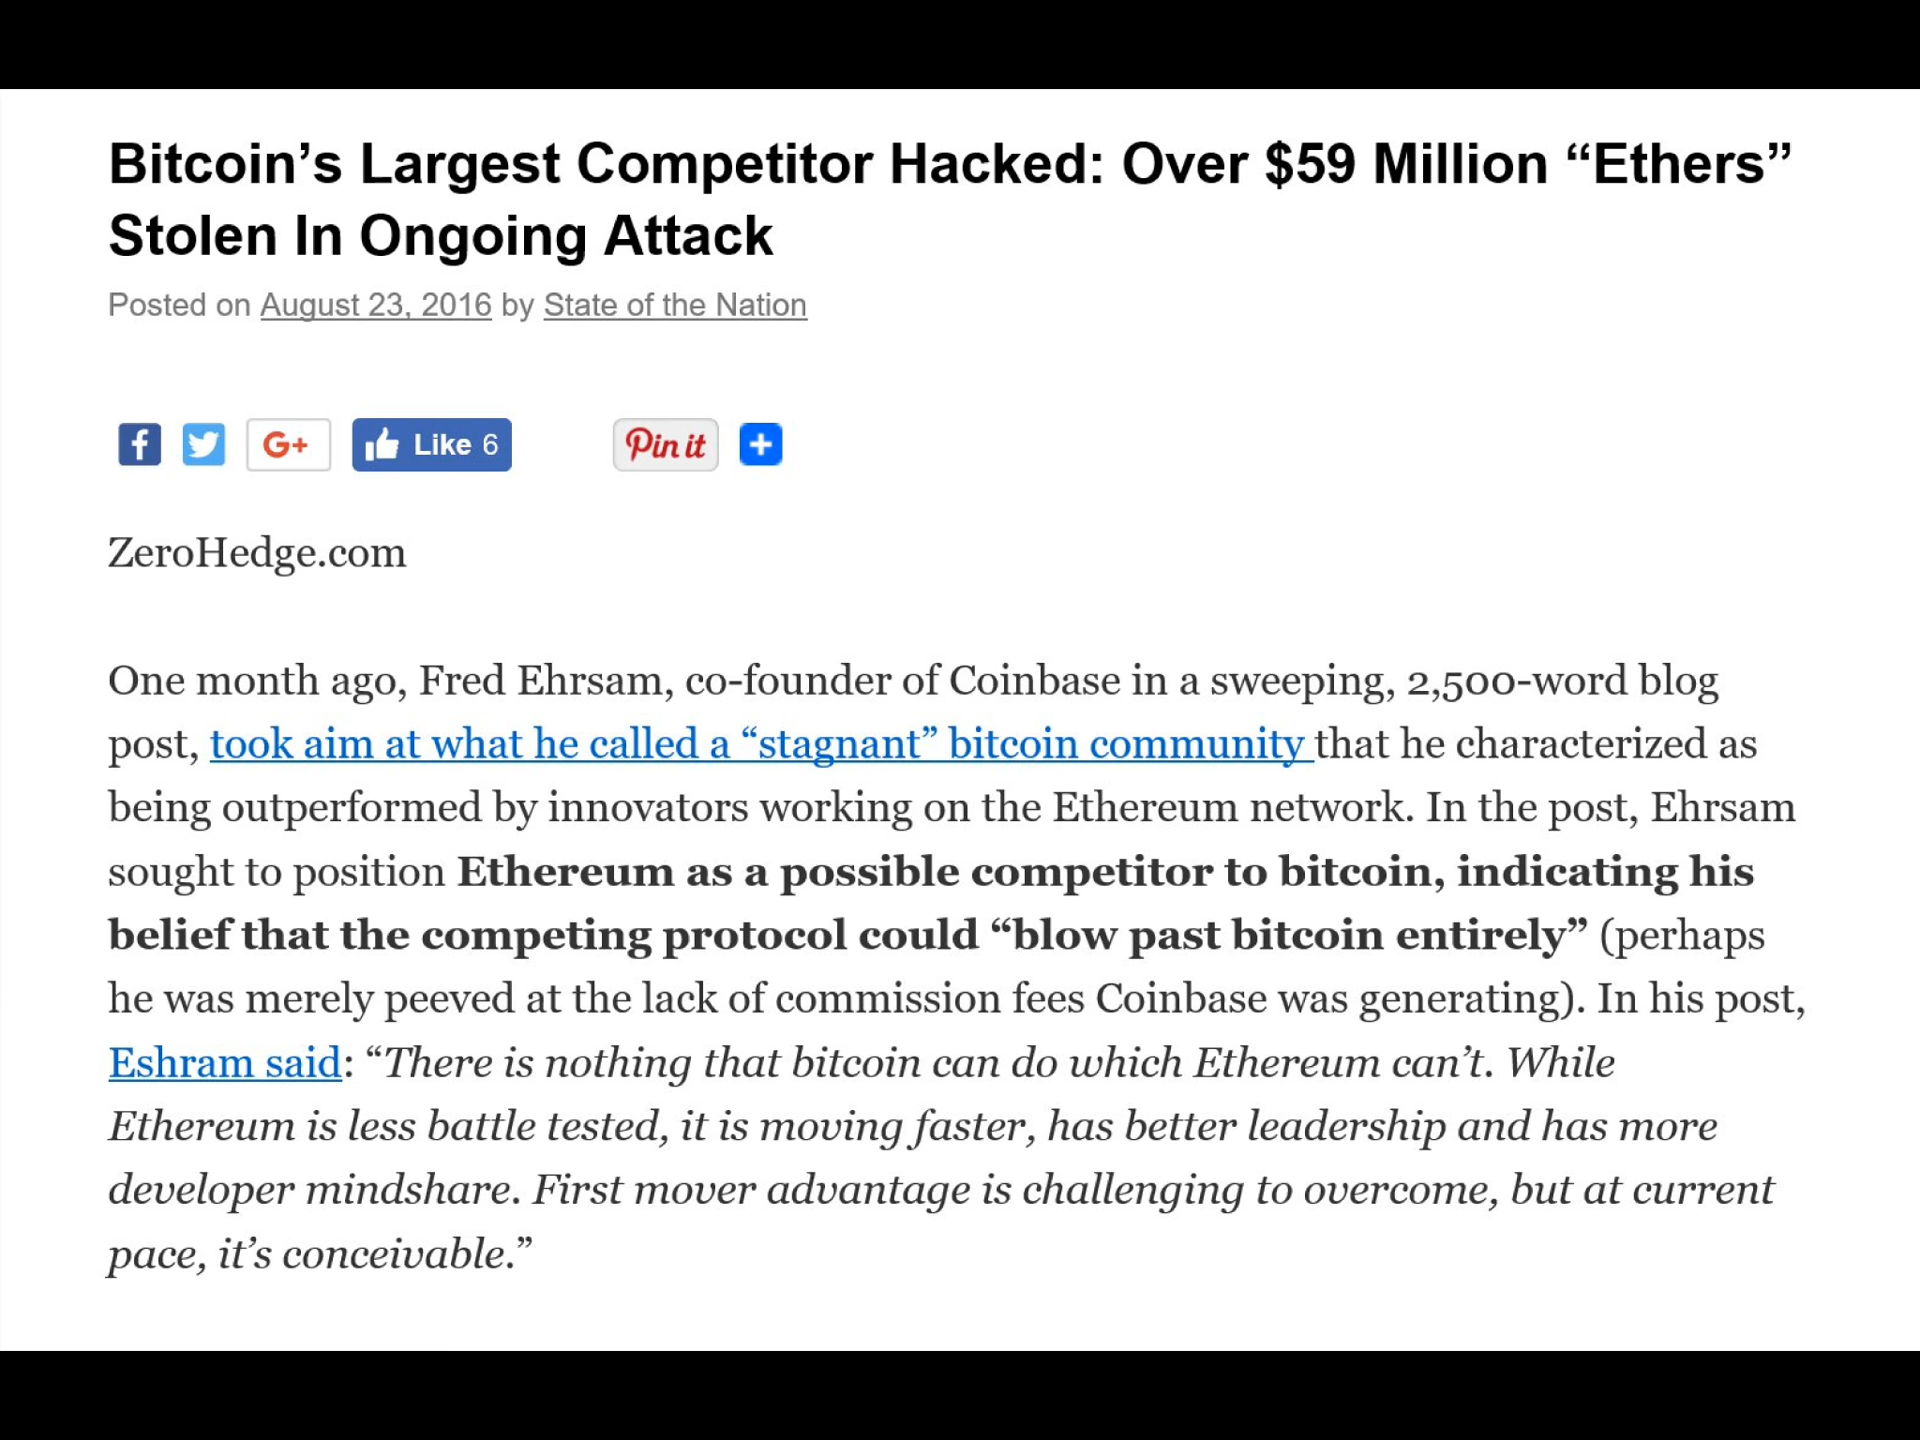 Bitcoin’s Largest Competitor Hacked: Over $59 Million “Ethers”
Stolen In Ongoing Attack
Posted on August 23, 2016 by State of the Nation
f G+ Like 6 Pin it +
ZeroHedge.com
One month ago, Fred Ehrsam, co-founder of Coinbase in a sweeping, 2,500-word blog
post, took aim at what he called a “stagnant” bitcoin community that he characterized as
being outperformed by innovators working on the Ethereum network. In the post, Ehrsam
sought to position Ethereum as a possible competitor to bitcoin, indicating his
belief that the competing protocol could “blow past bitcoin entirely” (perhaps
he was merely peeved at the lack of commission fees Coinbase was generating). In his post,
Eshram said: “There is nothing that bitcoin can do which Ethereum can’t. While
Ethereum is less battle tested, it is moving faster, has better leadership and has more
developer mindshare. First mover advantage is challenging to overcome, but at current
pace, it’s conceivable.”